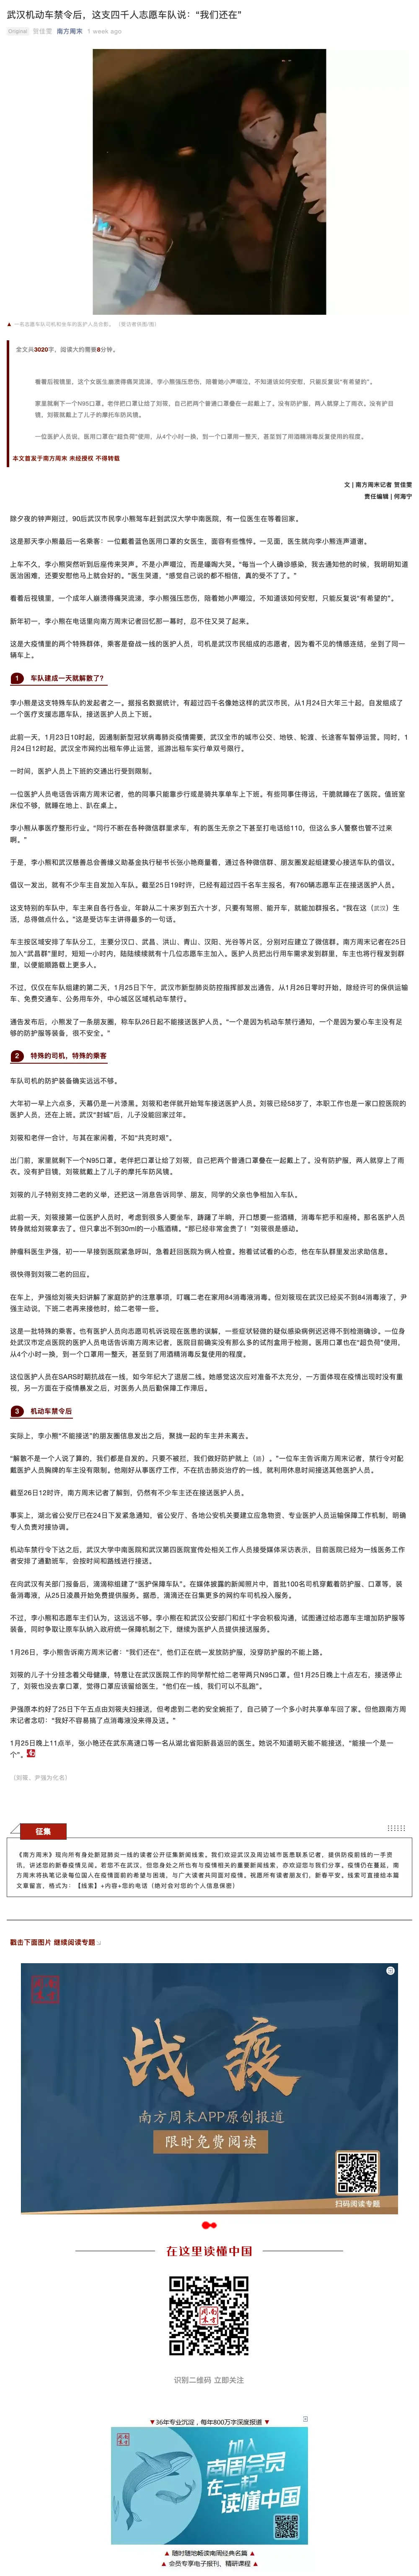 武汉机动车禁令后，这支四千人志愿车队说：“我们还在”
Original 贺佳雯 南方周末 1 week ago
▲ 一名志愿车队司机和坐车的医护人员合影。（受访者供图/图）
全文共3020字，阅读大约需要8分钟。
看着后视镜里，这个女医生崩溃得痛哭流涕，李小熊强压悲伤，陪着她小声啜泣，不知道该如何安慰，只能反复说“有希望的”。
家里就剩下一个N95口罩。老伴把口罩让给了刘筱，自己把两个普通口罩叠在一起戴上了。没有防护服，两人就穿上了雨衣。没有护目
镜，刘筱就戴上了儿子的摩托车防风镜。
一位医护人员说，医用口罩在“超负荷”使用，从4个小时一换，到一个口罩用一整天，甚至到了用酒精消毒反复使用的程度。
本文首发于南方周末 未经授权 不得转载
文 | 南方周末记者 贺佳雯
责任编辑 | 何海宁
除夕夜的钟声刚过，90后武汉市民李小熊驾车赶到武汉大学中南医院，有一位医生在等着回家。
这是那天李小熊最后一名乘客：一位戴着蓝色医用口罩的女医生，面容有些憔悴。一见面，医生就向李小熊连声道谢。
上车不久，李小熊突然听到后座传来哭声。不是小声啜泣，而是嚎啕大哭。“每当一个人确诊感染，我去通知他的时候，我明明知道
医治困难，还要安慰他马上就会好的。”医生哭道，“感觉自己说的都不相信，真的受不了了。”
看着后视镜里，一个成年人崩溃得痛哭流涕，李小熊强压悲伤，陪着她小声啜泣，不知道该如何安慰，只能反复说“有希望的”。
新年初一，李小熊在电话里向南方周末记者回忆那一幕时，忍不住又哭了起来。
这是大疫情里的两个特殊群体，乘客是奋战一线的医护人员，司机是武汉市民组成的志愿者，因为看不见的情感连结，坐到了同一
辆车上。
1 车队建成一天就解散了?
李小熊是这支特殊车队的发起者之一。据报名数据统计，有超过四千名像她这样的武汉市民，从1月24日大年三十起，自发组成了
一个医疗支援志愿车队，接送医护人员上下班。
此前一天，1月23日10时起，因遏制新型冠状病毒肺炎疫情需要，武汉全市的城市公交、地铁、轮渡、长途客车暂停运营。同时，1
月24日12时起，武汉全市网约出租车停止运营，巡游出租车实行单双号限行。
一时间，医护人员上下班的交通出行受到限制。
一位医护人员电话告诉南方周末记者，他的同事只能靠步行或是骑共享单车上下班。有些同事住得远，干脆就睡在了医院。值班室
床位不够，就睡在地上、趴在桌上。
李小熊从事医疗整形行业。“同行不断在各种微信群里求车，有的医生无奈之下甚至打电话给110，但这么多人警察也管不过来
啊。”
于是，李小熊和武汉慈善总会善缘义助基金执行秘书长张小艳商量着，通过各种微信群、朋友圈发起组建爱心接送车队的倡议。
倡议一发出，就有不少车主自发加入车队。截至25日19时许，已经有超过四千名车主报名，有760辆志愿车正在接送医护人员。
这支特别的车队中，车主来自各行各业，年龄从二十来岁到五六十岁，只要有驾照、能开车，就能加群报名。“我在这（武汉）生
活，总得做点什么。”这是受访车主讲得最多的一句话。
车主按区域安排了车队分工，主要分汉口、武昌、洪山、青山、汉阳、光谷等片区，分别对应建立了微信群。南方周末记者在25日
加入“武昌群”里时，短短一小时内，陆陆续续就有十几位志愿车主加入。医护人员把出行用车需求发到群里，车主也将行程发到群
里，以便能顺路载上更多人。
不过，仅仅在车队组建的第二天，1月25日下午，武汉市新型肺炎防控指挥部发出通告，从1月26日零时开始，除经许可的保供运输
车、免费交通车、公务用车外，中心城区区域机动车禁行。
通告发布后，小熊发了一条朋友圈，称车队26日起不能接送医护人员。“一个是因为机动车禁行通知，一个是因为爱心车主没有足
够的防护服等装备，很不安全。”
2 特殊的司机，特殊的乘客
车队司机的防护装备确实远远不够。
大年初一早上六点多，天幕仍是一片漆黑。刘筱和老伴就开始驾车接送医护人员。刘筱已经58岁了，本职工作也是一家口腔医院的
医护人员，还在上班。武汉“封城”后，儿子没能回家过年。
刘筱和老伴一合计，与其在家闲着，不如“共克时艰”。
出门前，家里就剩下一个N95口罩。老伴把口罩让给了刘筱，自己把两个普通口罩叠在一起戴上了。没有防护服，两人就穿上了雨
衣。没有护目镜，刘筱就戴上了儿子的摩托车防风镜。
刘筱的儿子特别支持二老的义举，还把这一消息告诉同学、朋友，同学的父亲也争相加入车队。
此前一天，刘筱接第一位医护人员时，考虑到很多人要坐车，踌躇了半晌，开口想要一些酒精，消毒车把手和座椅。那名医护人员
转身就给刘筱拿去了。但只拿出不到30ml的一小瓶酒精。“那已经非常金贵了！”刘筱很是感动。
肿瘤科医生尹强，初一一早接到医院紧急呼叫，急着赶回医院为病人检查。抱着试试看的心态，他在车队群里发出求助信息。
很快得到刘筱二老的回应。
在车上，尹强给刘筱夫妇讲解了家庭防护的注意事项，叮嘱二老在家用84消毒液消毒。但刘筱现在武汉已经买不到84消毒液了，尹
强主动说，下班二老再来接他时，给二老带一些。
这是一批特殊的乘客。也有医护人员向志愿司机诉说现在医患的误解，一些症状轻微的疑似感染病例迟迟得不到检测确诊。一位身
处武汉市定点医院的医护人员电话告诉南方周末记者，医院目前确实没有那么多的试剂盒用于检测。医用口罩也在“超负荷”使用，
从4个小时一换，到一个口罩用一整天，甚至到了用酒精消毒反复使用的程度。
这位医护人员在SARS时期抗战在一线，如今年纪大了退居二线。她感觉这次应对准备不太充分，一方面体现在疫情出现时没有重
视，另一方面在于疫情暴发之后，对医务人员后勤保障工作滞后。
3 机动车禁令后
实际上，李小熊“不能接送”的朋友圈信息发出之后，聚拢一起的车主并未离去。
“解散不是一个人说了算的，我们都是自发的。只要不被拦，我们做好防护就上（路）。”一位车主告诉南方周末记者，禁行令对配
戴医护人员胸牌的车主没有限制。他刚好从事医疗工作，不在抗击肺炎治疗的一线，就利用休息时间接送其他医护人员。
截至26日12时许，南方周末记者了解到，仍然有不少车主还在接送医护人员。
事实上，湖北省公安厅已在24日下发紧急通知，省公安厅、各地公安机关要建立应急物资、专业医护人员运输保障工作机制，明确
专人负责对接协调。
机动车禁行令下达之后，武汉大学中南医院和武汉第四医院宣传处相关工作人员接受媒体采访表示，目前医院已经为一线医务工作
者安排了通勤班车，会按时间和路线进行接送。
在向武汉有关部门报备后，滴滴称组建了“医护保障车队”。在媒体披露的新闻照片中，首批100名司机穿戴着防护服、口罩等，装
备消毒液，从25日凌晨开始免费提供服务。据悉，滴滴还在召集更多的网约车司机投入服务。
不过，李小熊和志愿车主们认为，这远远不够。李小熊在和武汉公安部门和红十字会积极沟通，试图通过给志愿车主增加防护服等
装备，同时争取让原车队纳入政府统一保障机制之下，继续为医护人员提供接送服务。
1月26日，李小熊告诉南方周末记者：“我们还在”，他们正在统一发放防护服，没穿防护服的不能上路。
刘筱的儿子十分挂念着父母健康，特意让在武汉医院工作的同学帮忙给二老带两只N95口罩。但1月25日晚上十点左右，接送停止
了，刘筱也没去拿口罩，觉得口罩应该留给医生，“他们在一线，我们可以不乱跑”。
尹强原本约好了25日下午五点由刘筱夫妇接送，但考虑到二老的安全婉拒了，自己骑了一个多小时共享单车回了家。但他跟南方周
末记者念叨：“我好不容易搞了点消毒液没来得及送。”
1月25日晚上11点半，张小艳还在武东高速口等一名从湖北省阳新县返回的医生。她说不知道明天能不能接送，“能接一个是一
个”。
（刘筱、尹强为化名）
征集
《南方周末》现向所有身处新冠肺炎一线的读者公开征集新闻线索。我们欢迎武汉及周边城市医患联系记者，提供防疫前线的一手资
讯，讲述您的新春疫情见闻。若您不在武汉，但您身处之所也有与疫情相关的重要新闻线索，亦欢迎您与我们分享。疫情仍在蔓延，南
方周末将执笔记录每位国人在疫情面前的希望与困境，与广大读者共同面对疫情。祝愿所有读者朋友们，新春平安。线索可直接给本篇
文章留言，格式为：【线索】+内容+您的电话（绝对会对您的个人信息保密）
戳击下面图片 继续阅读专题
战疫
南方周末APP原创报道
限时免费阅读
扫码阅读专题
在这里读懂中国
识别二维码 立即关注
▼36年专业沉淀，每年800万字深度报道 ▼
加入
南周会员
在一起
读懂中国
▲ 随时随地畅读南周经典名篇 ▲
▲ 会员专享电子报刊、精研课程 ▲